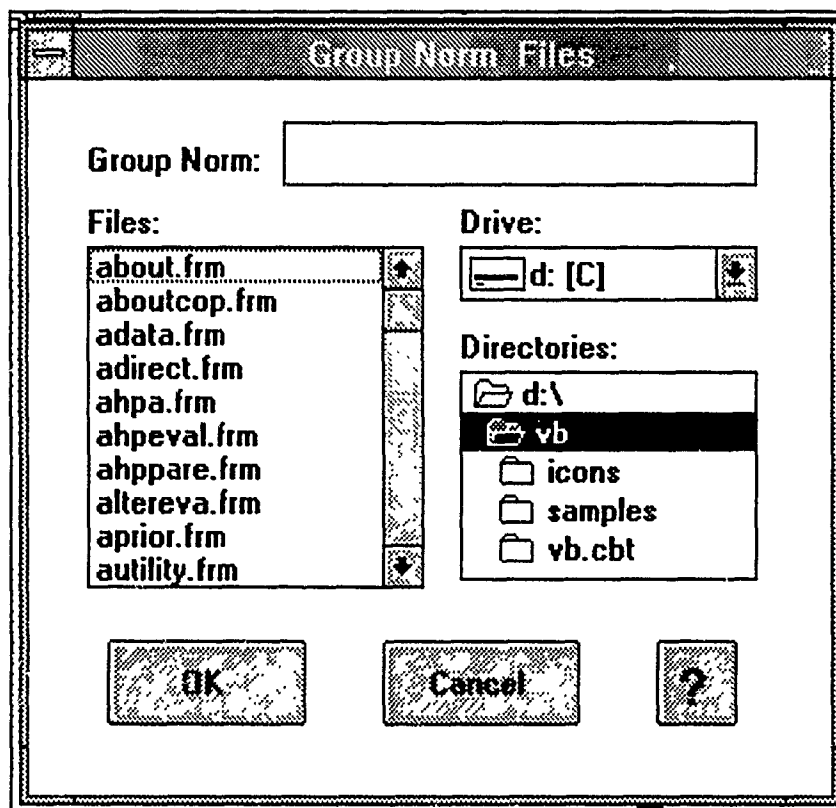 Group Norm Files
Group Norm:
Files:
about.frm
aboutcop.frm
adata.frm
adirect.frm
ahpa.frm
ahpeval.frm
ahppare.frm
altereva.frm
aprior.frm
autility.frm
Drive:
d: [C]
Directories:
d:\
vb
icons
samples
vb.cbt
OK
Cancel
?